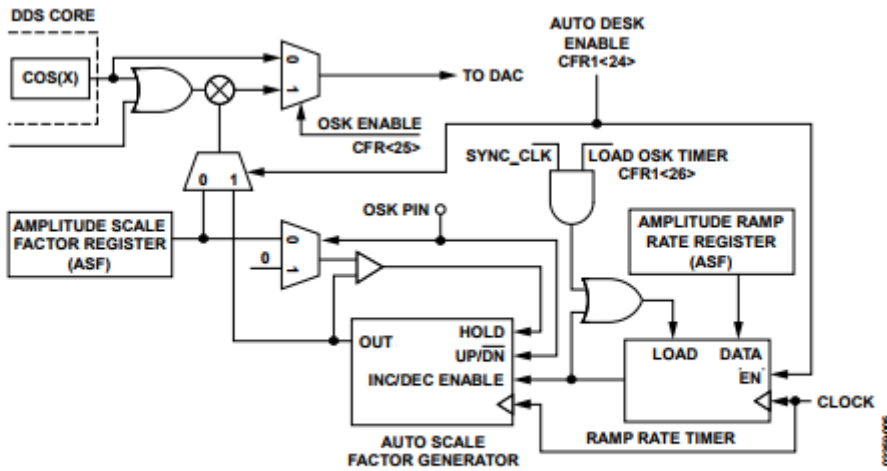 DDS CORE
COS(X)
0
1
TO DAC
OSK ENABLE
CFR<25>
AUTO DESK
ENABLE
CFR1<24>
SYNC_CLK
LOAD OSK TIMER
CFR1<26>
0 1
AMPLITUDE SCALE
FACTOR REGISTER
(ASF)
OSK PIN
0
0
1
AMPLITUDE RAMP
RATE REGISTER
(ASF)
OUT
HOLD
UP/DN
INC/DEC ENABLE
LOAD DATA
EN
CLOCK
RAMP RATE TIMER
AUTO SCALE
FACTOR GENERATOR